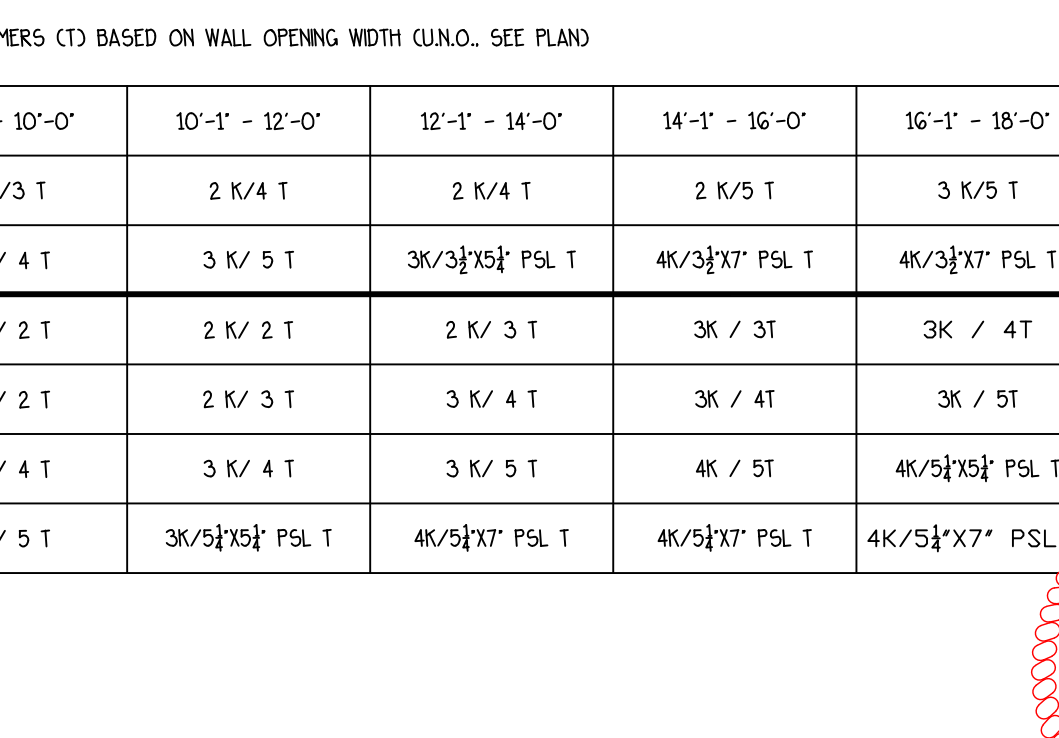 MERS (T) BASED ON WALL OPENING WIDTH (U.N.O., SEE PLAN)
- 10'-0" 10'-1" - 12'-0" 12'-1" - 14'-0" 14'-1" - 16'-0" 16'-1" - 18'-0"
/3 T 2 K/4 T 2 K/4 T 2 K/5 T 3 K/5 T
/ 4 T 3 K/ 5 T 3K/3½"X5¼" PSL T 4K/3½"X7" PSL T 4K/3½"X7" PSL T
/ 2 T 2 K/ 2 T 2 K/ 3 T 3K / 3T 3K / 4T
/ 2 T 2 K/ 3 T 3 K/ 4 T 3K / 4T 3K / 5T
/ 4 T 3 K/ 4 T 3 K/ 5 T 4K / 5T 4K/5¼"X5¼" PSL T
/ 5 T 3K/5¼"X5¼" PSL T 4K/5¼"X7" PSL T 4K/5¼"X7" PSL T 4K/5¼"X7" PSL